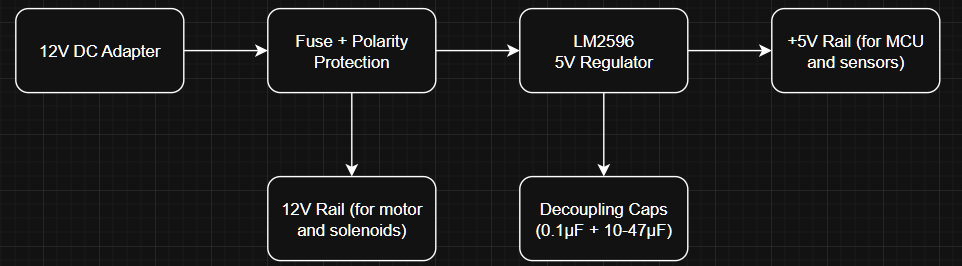 12V DC Adapter
Fuse + Polarity
Protection
LM2596
5V Regulator
+5V Rail (for MCU
and sensors)
12V Rail (for motor
and solenoids)
Decoupling Caps
(0.1µF + 10-47µF)